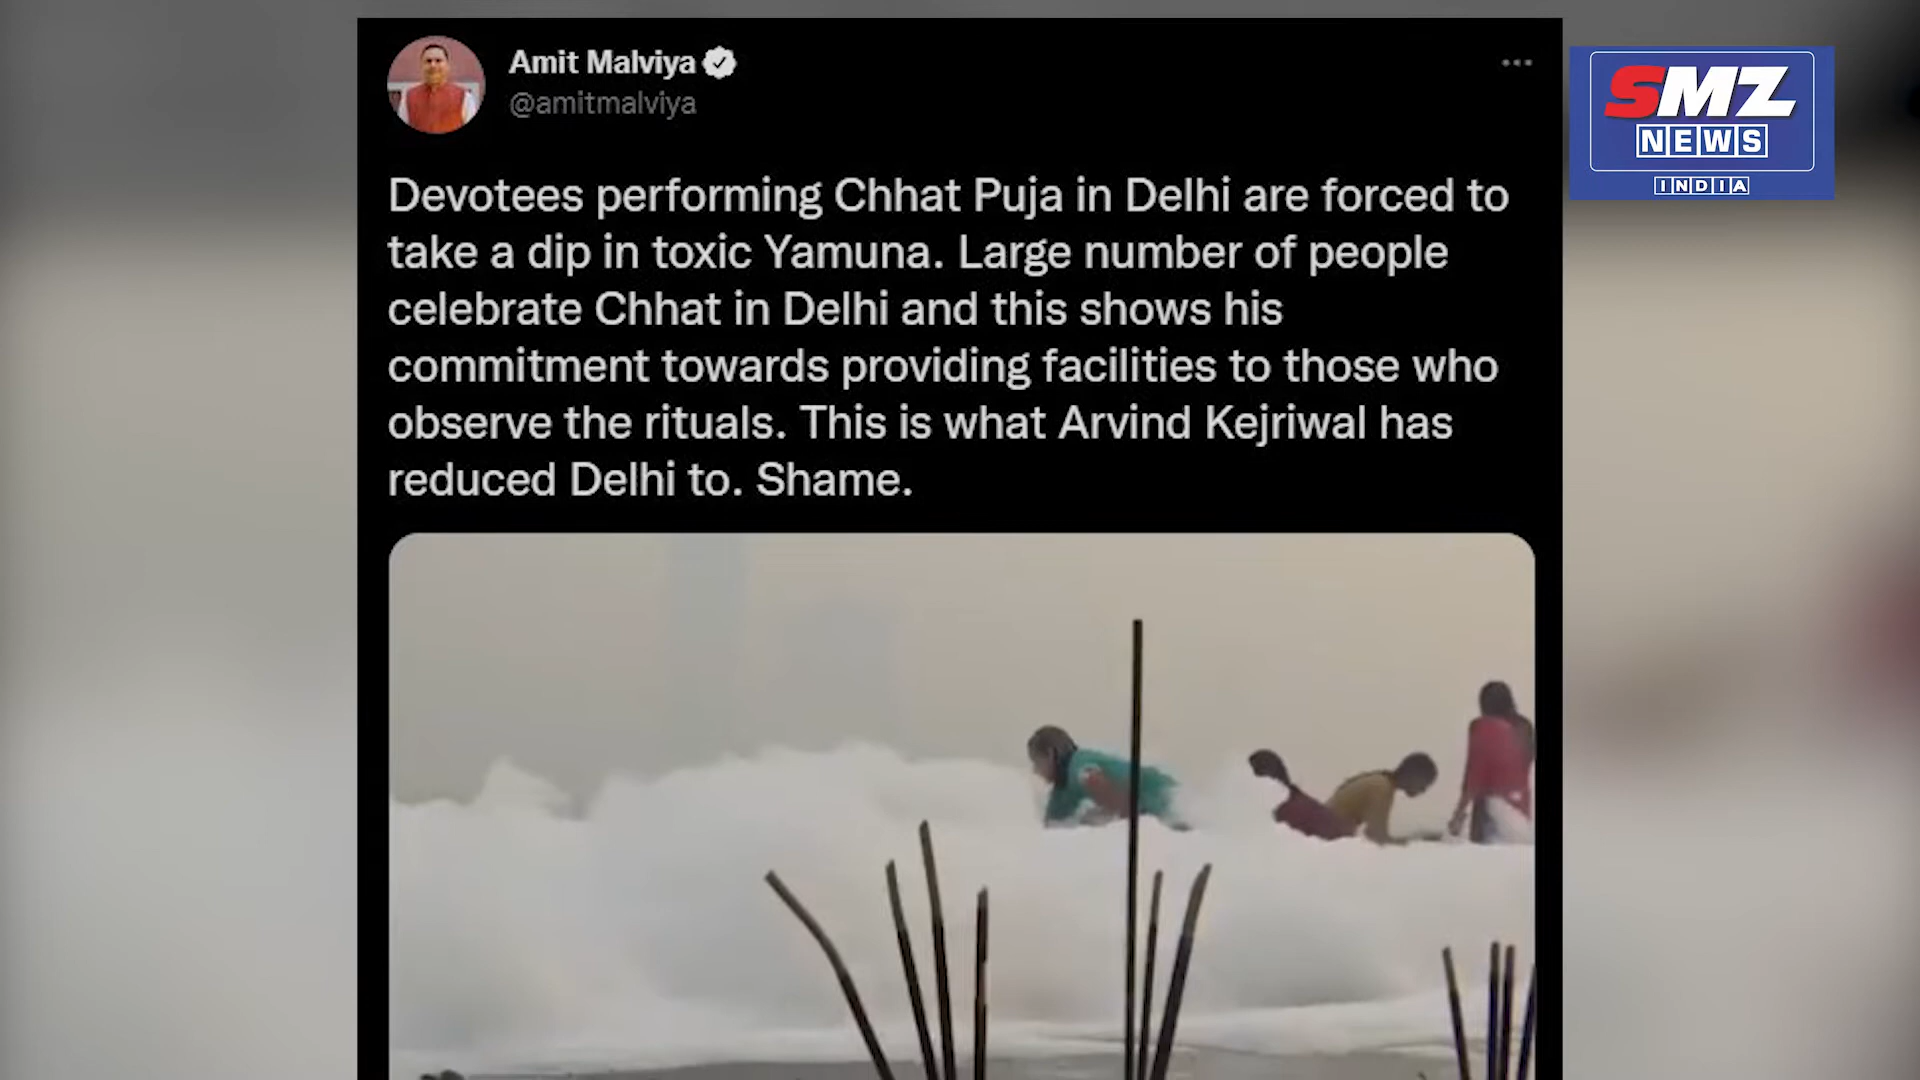 Amit Malviya
@amitmalviya
SMZ
NEWS
INDIA
Devotees performing Chhat Puja in Delhi are forced to
take a dip in toxic Yamuna. Large number of people
celebrate Chhat in Delhi and this shows his
commitment towards providing facilities to those who
observe the rituals. This is what Arvind Kejriwal has
reduced Delhi to. Shame.